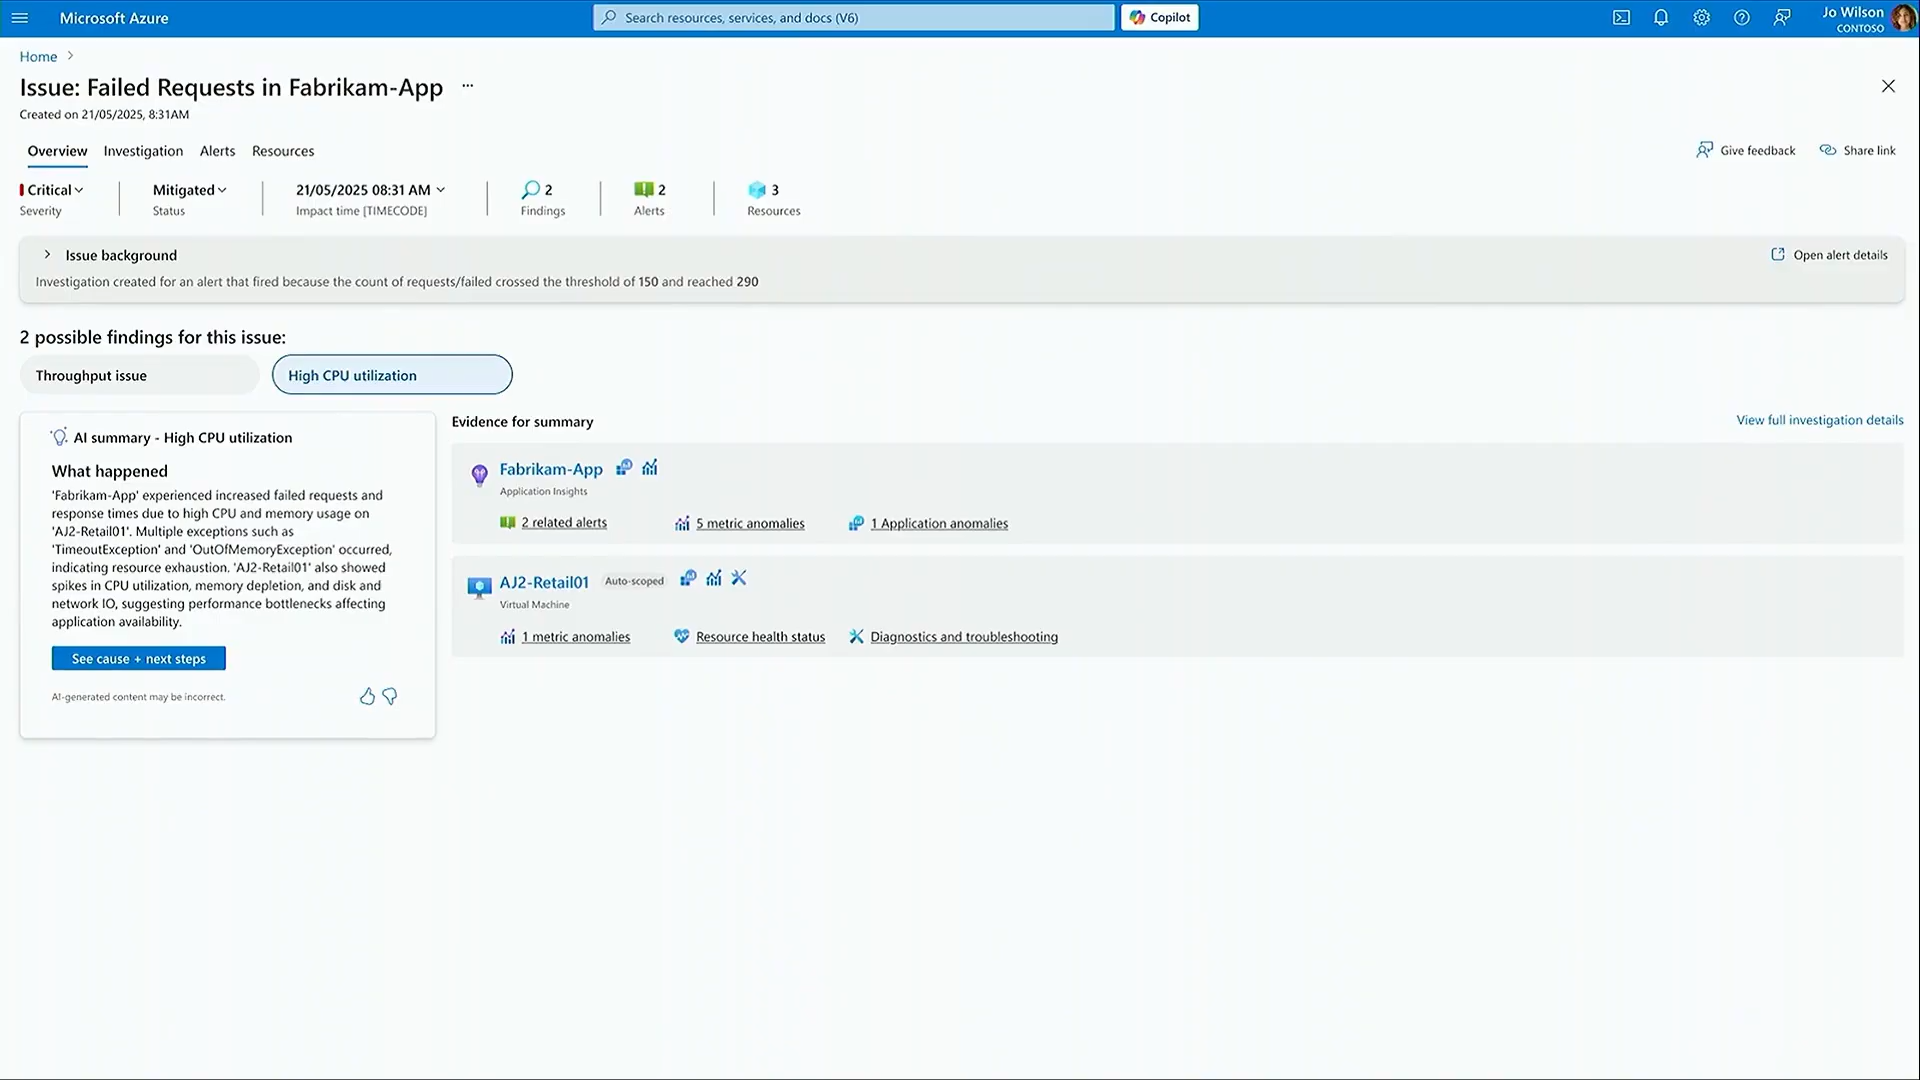 Microsoft Azure
Search resources, services, and docs (V6)
Copilot
Jo Wilson
CONTOSO
Home
Issue: Failed Requests in Fabrikam-App ...
Created on 21/05/2025, 8:31AM
Overview Investigation Alerts Resources
Give feedback Share link
Critical Mitigated 21/05/2025 08:31 AM 2 2 3
Severity Status Impact time [TIMECODE] Findings Alerts Resources
Issue background
Open alert details
Investigation created for an alert that fired because the count of requests/failed crossed the threshold of 150 and reached 290
2 possible findings for this issue:
Throughput issue High CPU utilization
AI summary - High CPU utilization
What happened
'Fabrikam-App' experienced increased failed requests and
response times due to high CPU and memory usage on
'AJ2-Retail01'. Multiple exceptions such as
'TimeoutException' and 'OutOfMemoryException' occurred,
indicating resource exhaustion. 'AJ2-Retail01' also showed
spikes in CPU utilization, memory depletion, and disk and
network IO, suggesting performance bottlenecks affecting
application availability.
See cause + next steps
AI-generated content may be incorrect.
Evidence for summary
View full investigation details
Fabrikam-App
Application Insights
2 related alerts 5 metric anomalies 1 Application anomalies
AJ2-Retail01 Auto-scoped
Virtual Machine
1 metric anomalies Resource health status Diagnostics and troubleshooting